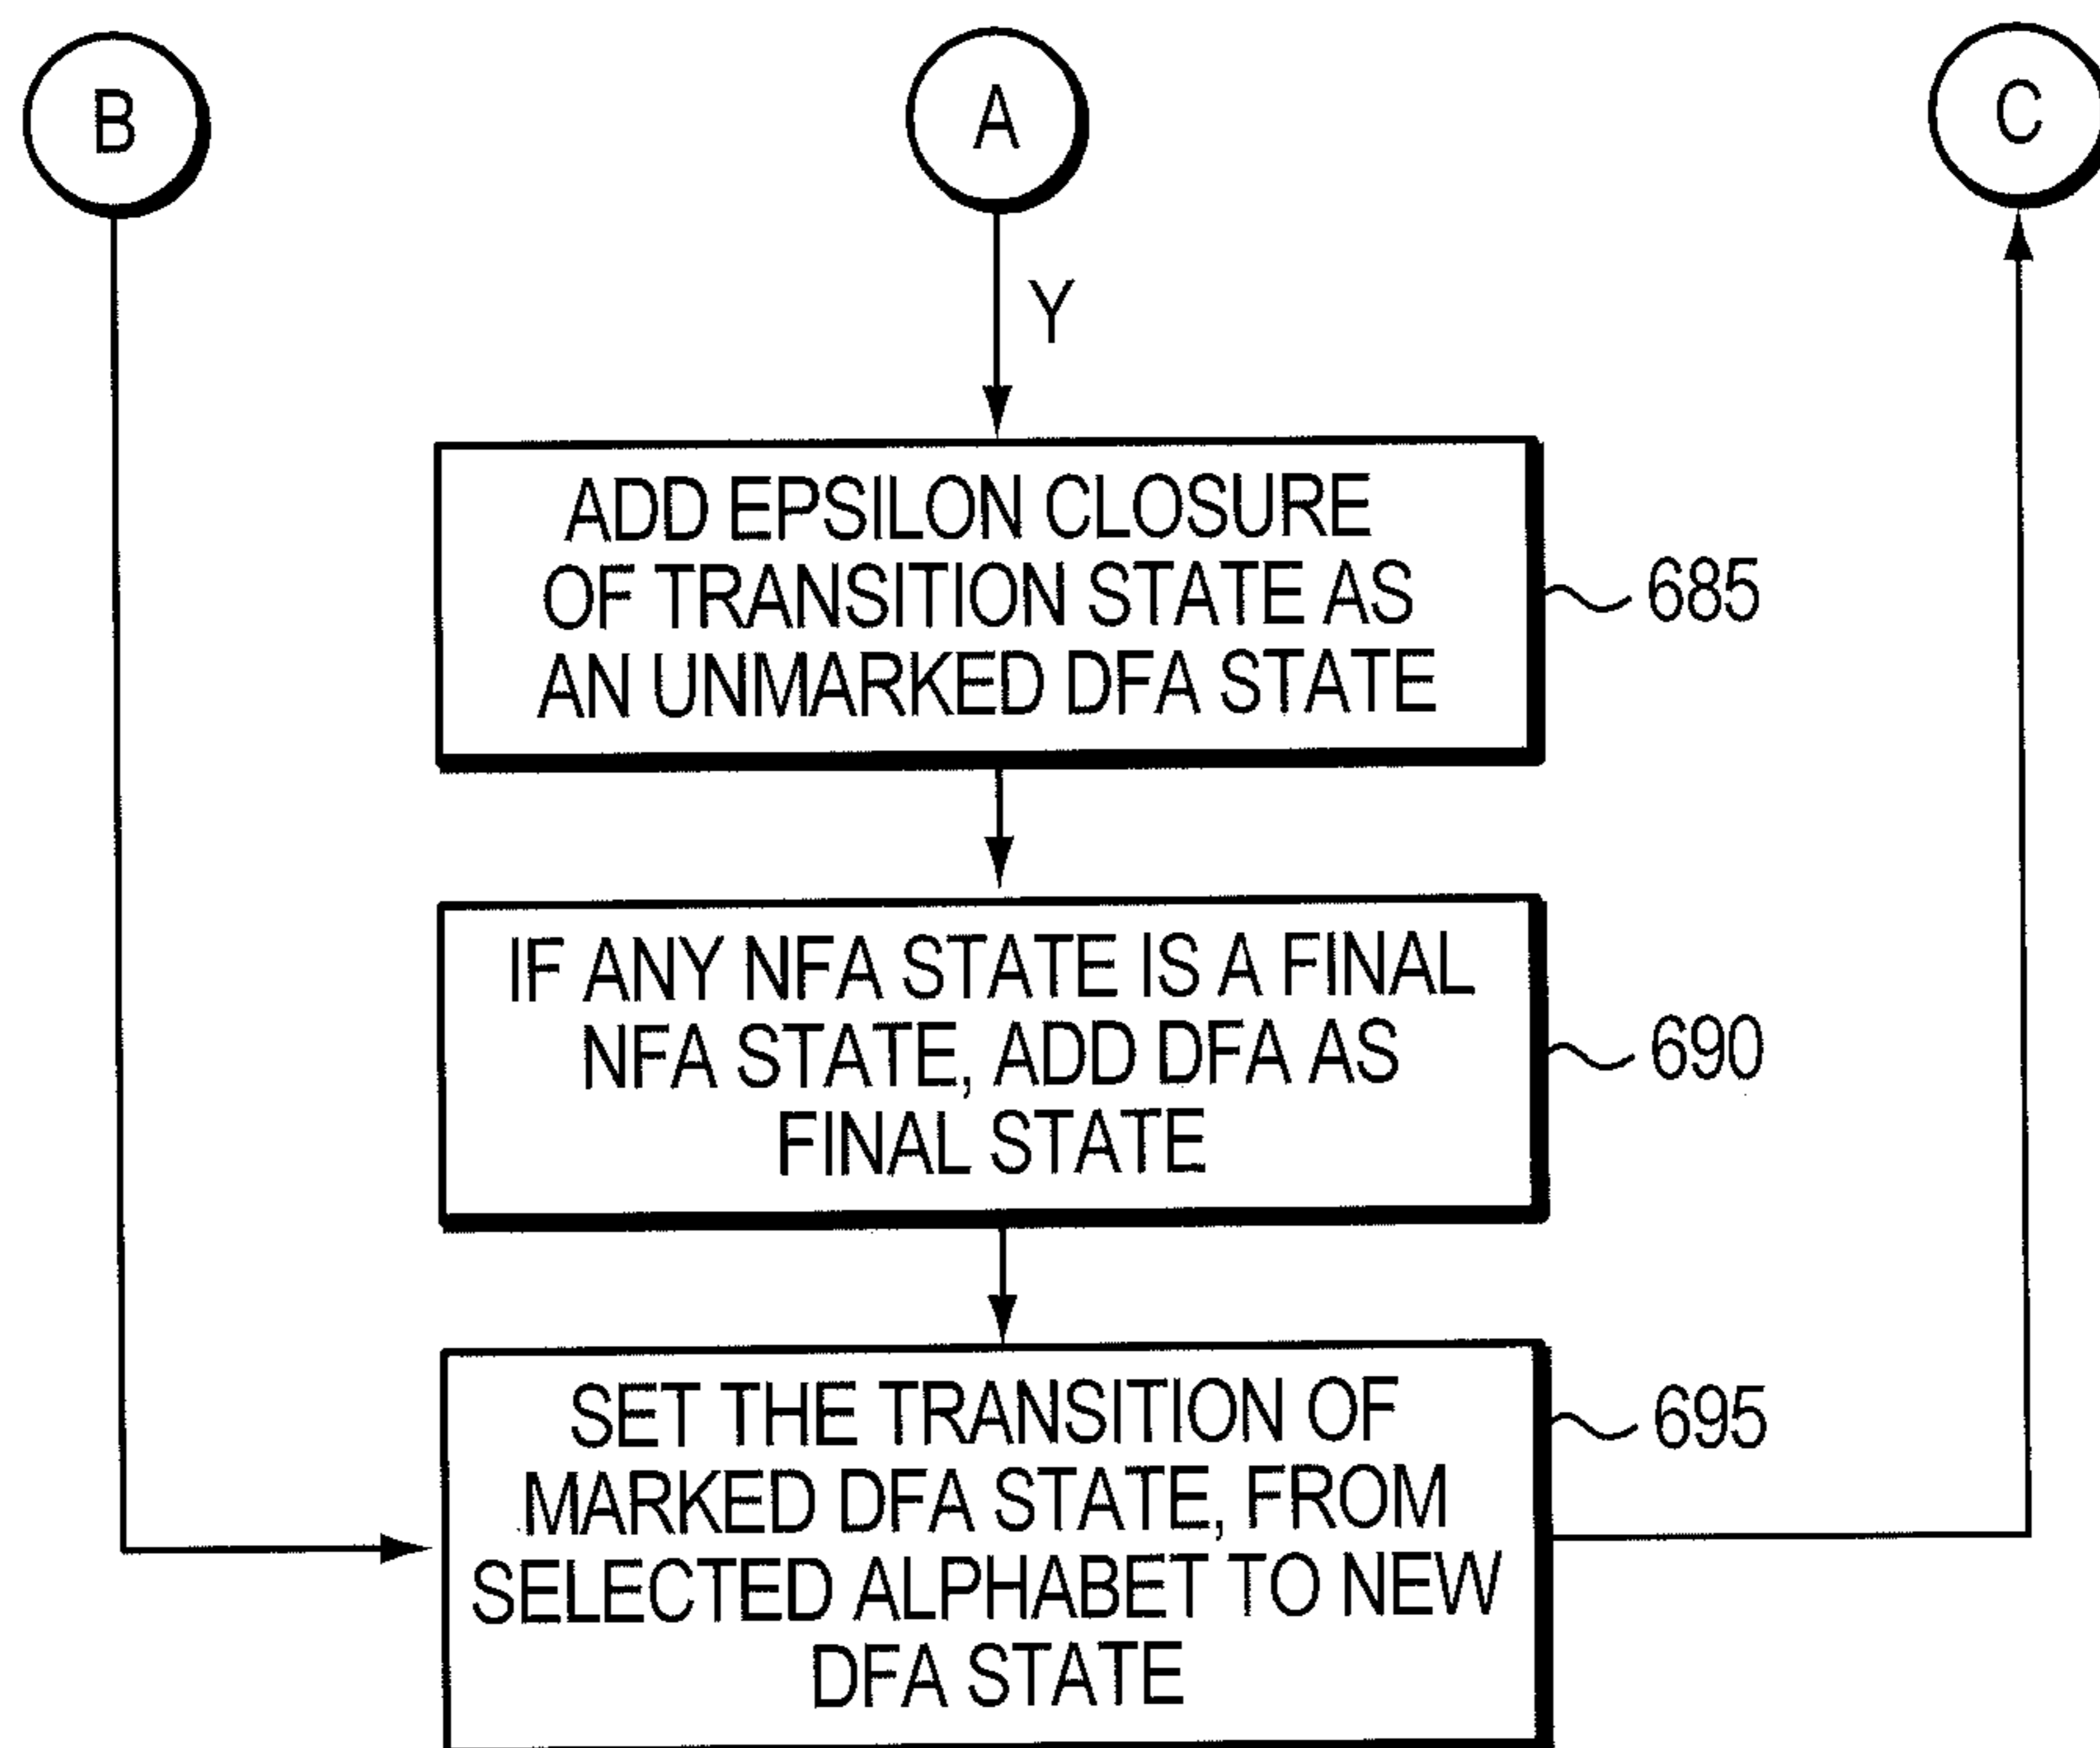 B
A
C
Y
ADD EPSILON CLOSURE
OF TRANSITION STATE AS
AN UNMARKED DFA STATE
685
IF ANY NFA STATE IS A FINAL
NFA STATE, ADD DFA AS
FINAL STATE
690
SET THE TRANSITION OF
MARKED DFA STATE, FROM
SELECTED ALPHABET TO NEW
DFA STATE
695